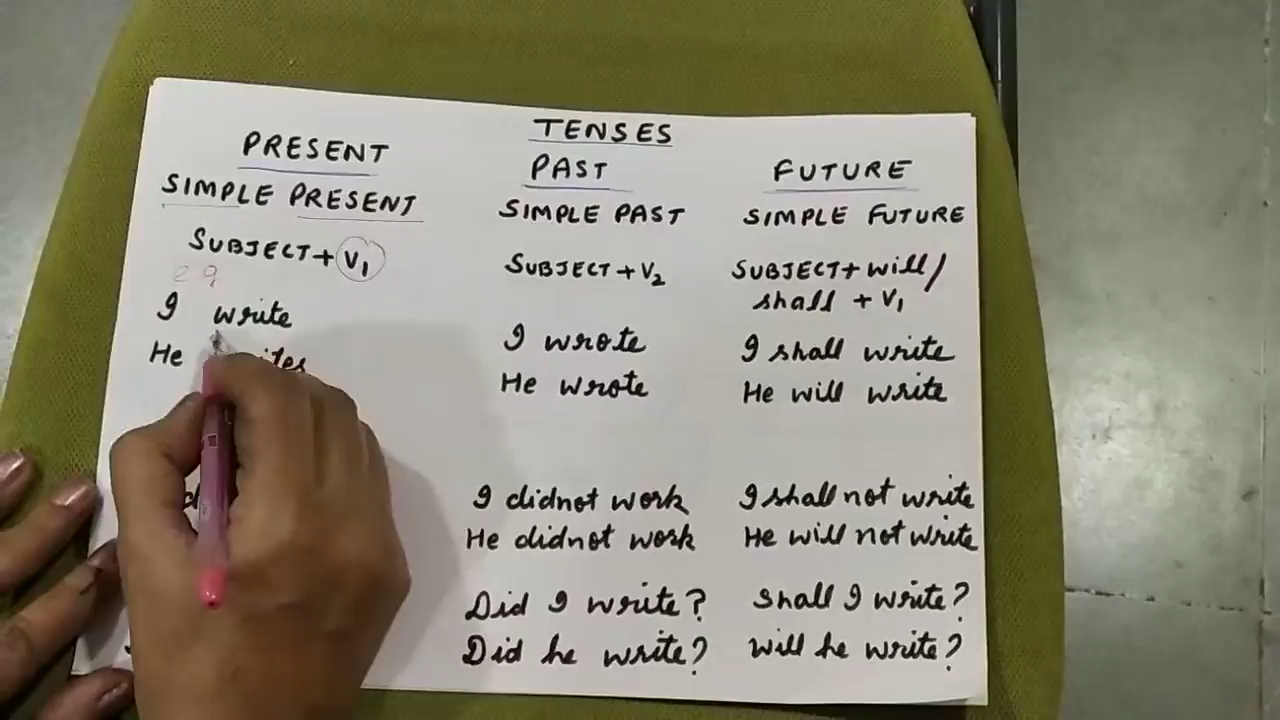 TENSES
PRESENT
SIMPLE PRESENT
SUBJECT + V1
eg
I write
He
PAST
SIMPLE PAST
SUBJECT + V2
I wrote
He wrote
I didnot work
He didnot work
Did I write?
Did he write?
FUTURE
SIMPLE FUTURE
SUBJECT + will/
shall + V1
I shall write
He will write
I shall not write
He will not write
Shall I write?
Will he write?